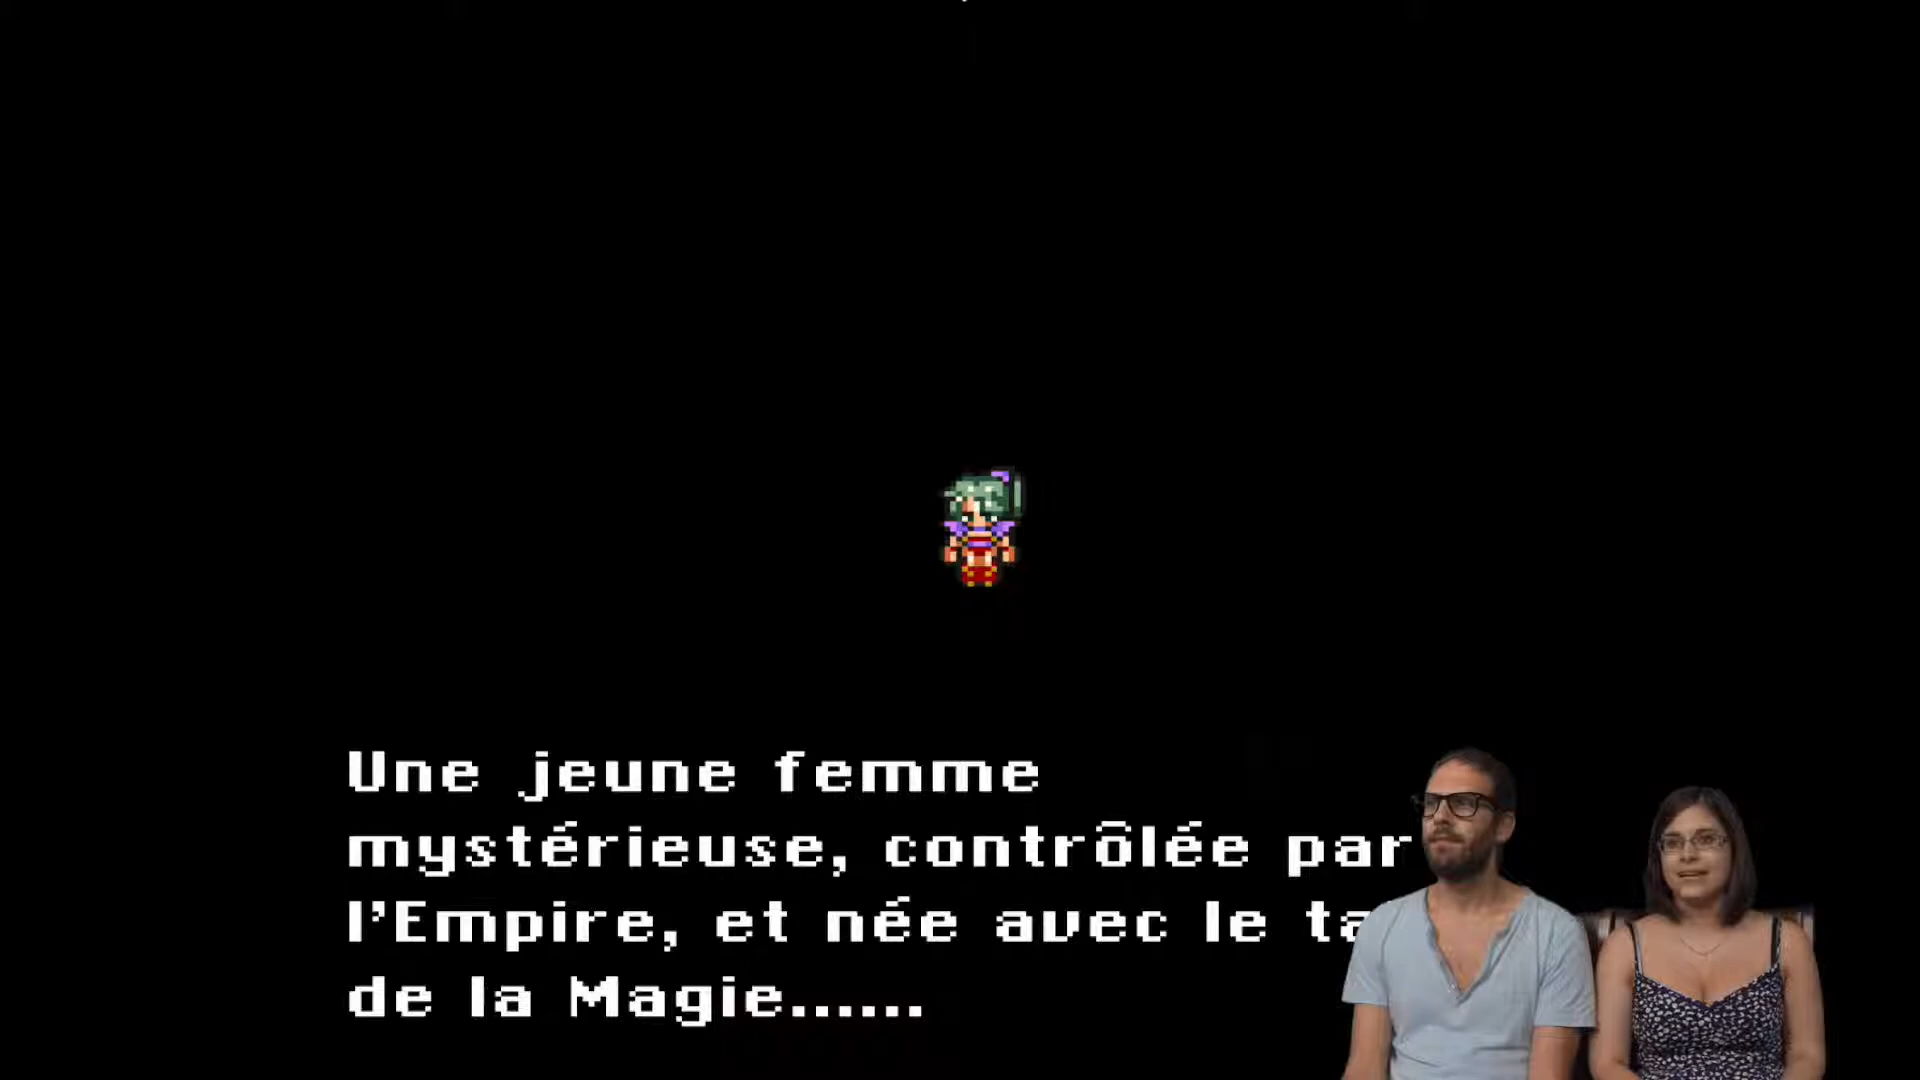 Une jeune femme
mystérieuse, contrôlée par
l'Empire, et née avec le
de la Magie......